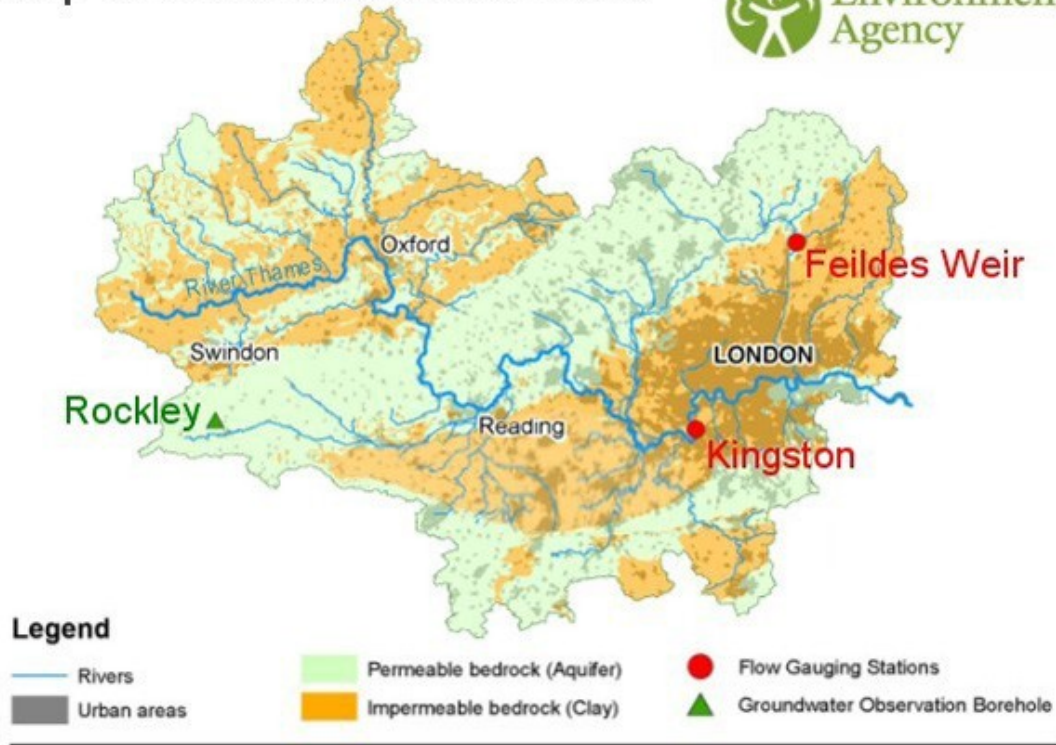 Environment
Agency
Oxford
River Thames
Feildes Weir
Swindon
LONDON
Rockley
Reading
Kingston
Legend
Rivers
Permeable bedrock (Aquifer)
Flow Gauging Stations
Urban areas
Impermeable bedrock (Clay)
Groundwater Observation Borehole